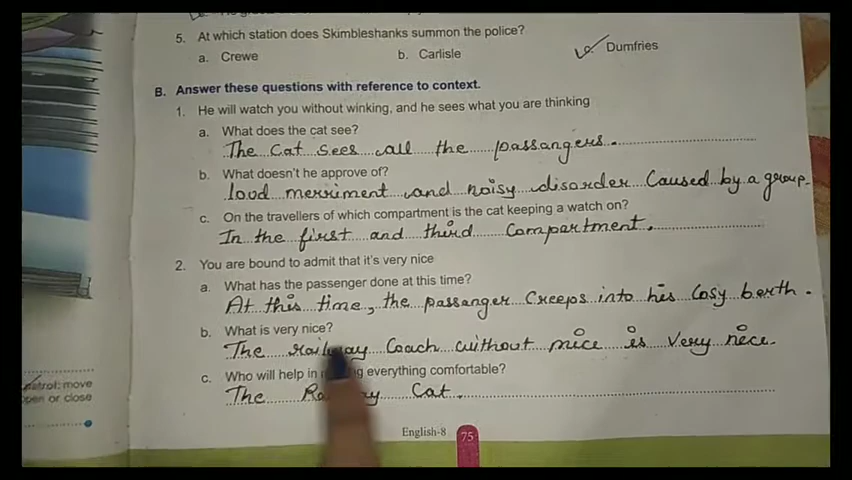 5. At which station does Skimbleshanks summon the police?
a. Crewe b. Carlisle c. Dumfries
B. Answer these questions with reference to context.
1. He will watch you without winking, and he sees what you are thinking
a. What does the cat see?
The cat sees all the passangers.
b. What doesn't he approve of?
loud merriment and noisy disorder Caused by a group.
c. On the travellers of which compartment is the cat keeping a watch on?
In the first and third Compartment.
2. You are bound to admit that it's very nice
a. What has the passenger done at this time?
At this time, the passanger Creeps into his Cosy berth.
b. What is very nice?
The railway Coach without mice is Very nice.
c. Who will help in everything comfortable?
The Cat.
petrol: move
open or close
English-8 75